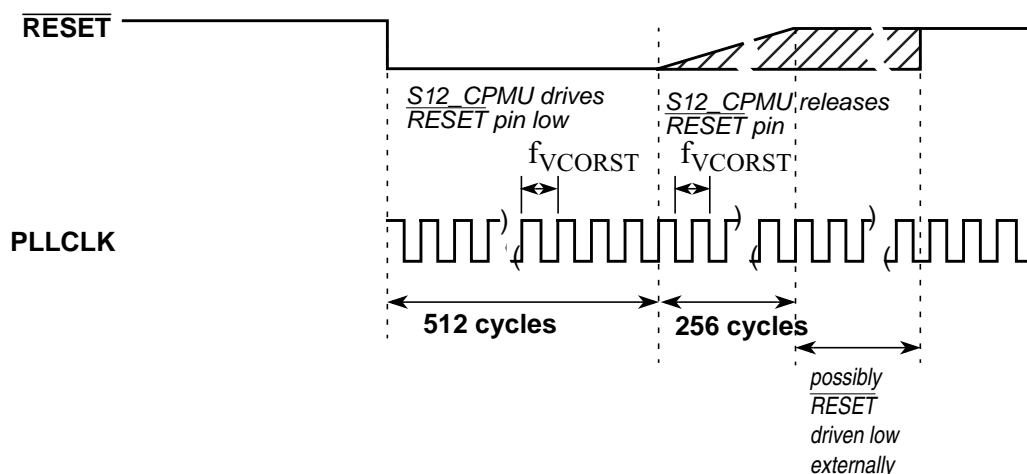 RESET
S12_CPMU drives
RESET pin low
S12_CPMU releases
RESET pin
fVCORST
fVCORST
PLLCLK
512 cycles
256 cycles
possibly
RESET
driven low
externally